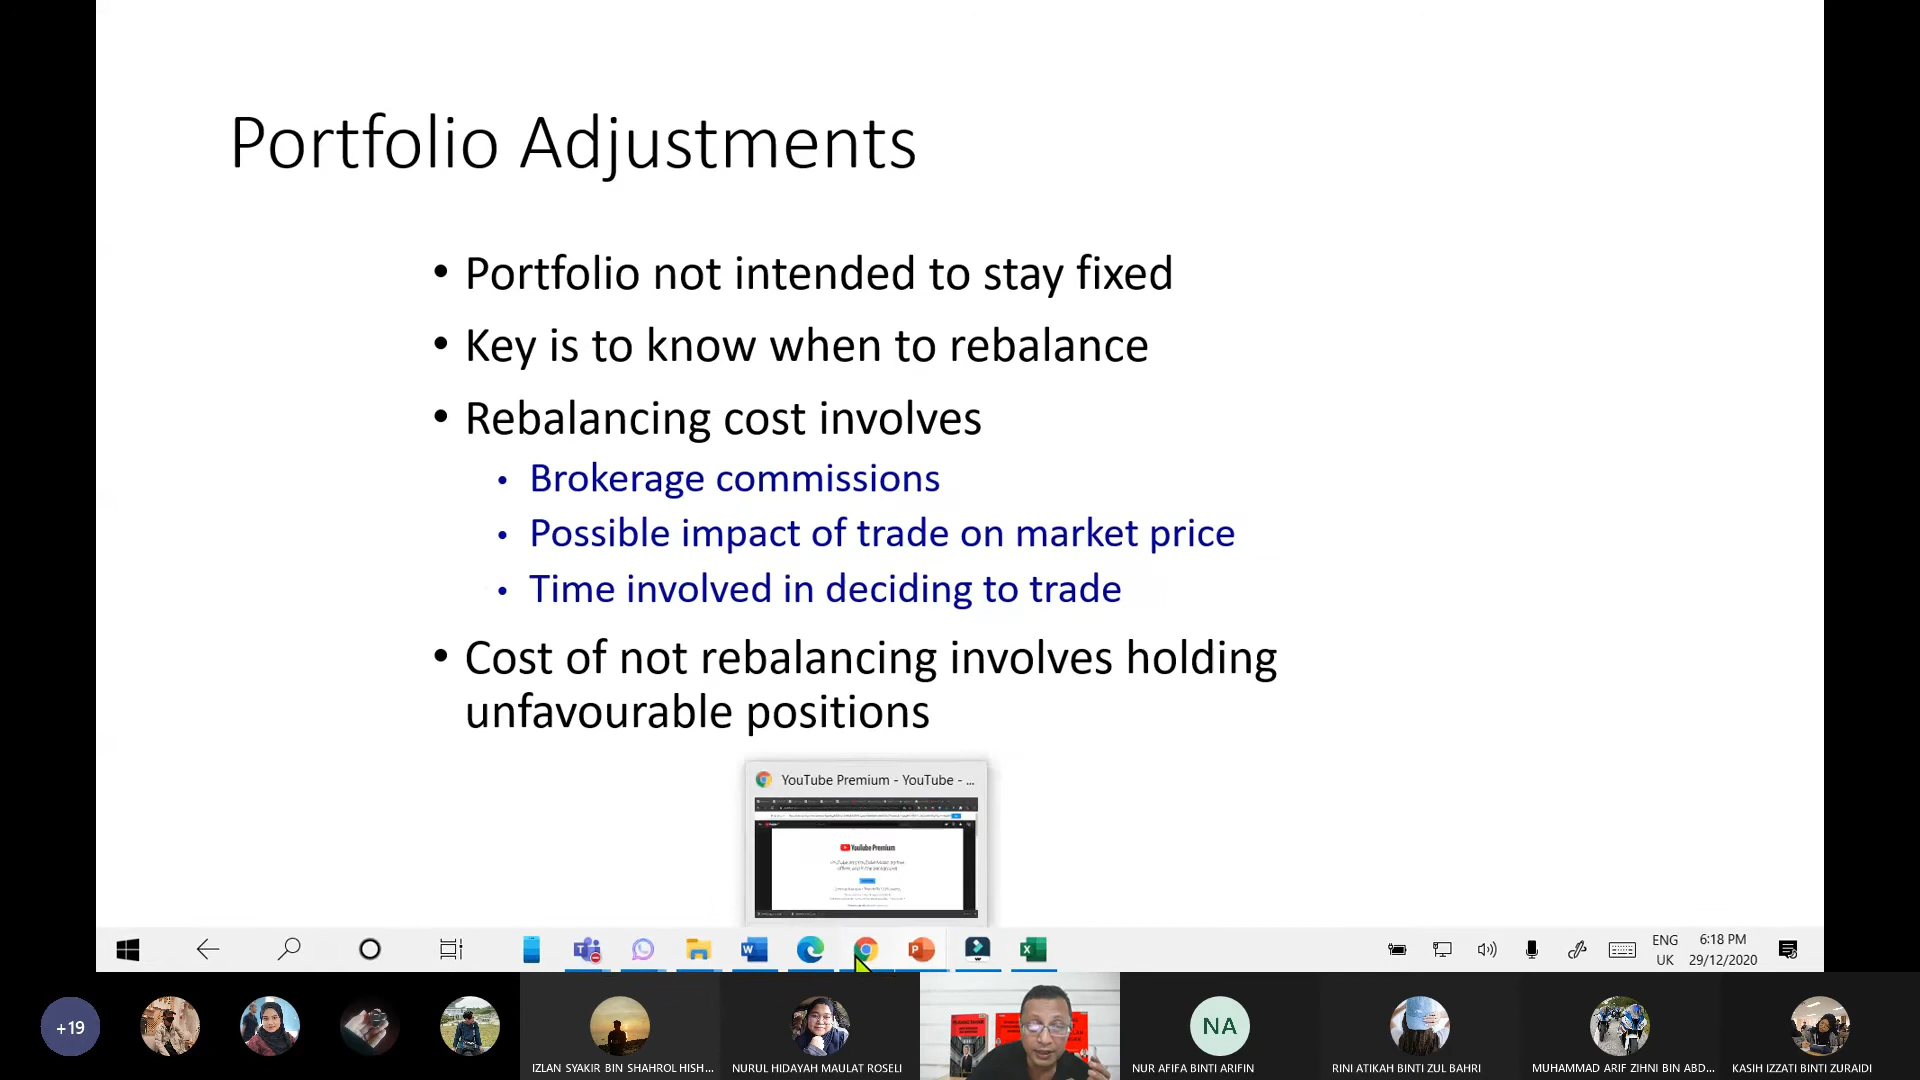 Portfolio Adjustments
• Portfolio not intended to stay fixed
• Key is to know when to rebalance
• Rebalancing cost involves
• Brokerage commissions
• Possible impact of trade on market price
• Time involved in deciding to trade
• Cost of not rebalancing involves holding
unfavourable positions
YouTube Premium - YouTube - ...
YouTube Premium
ENG
UK
6:18 PM
29/12/2020
+19
NA
IZLAN SYAKIR BIN SHAHROL HISH...
NURUL HIDAYAH MAULAT ROSELI
NUR AFIFA BINTI ARIFIN
RINI ATIKAH BINTI ZUL BAHRI
MUHAMMAD ARIF ZIHNI BIN ABD...
KASIH IZZATI BINTI ZURAIDI